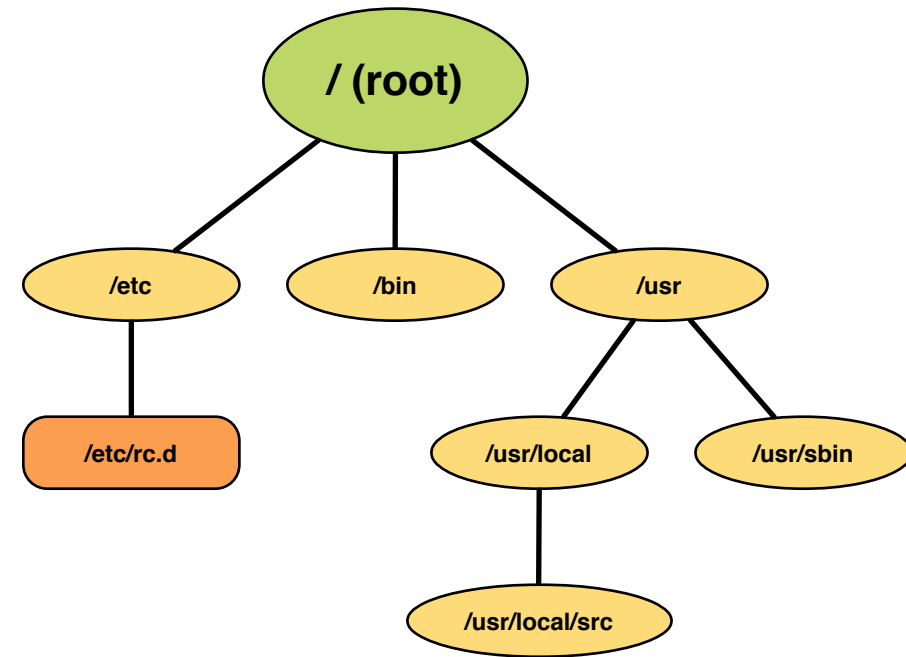 / (root)
/etc
/bin
/usr
/etc/rc.d
/usr/local
/usr/sbin
/usr/local/src